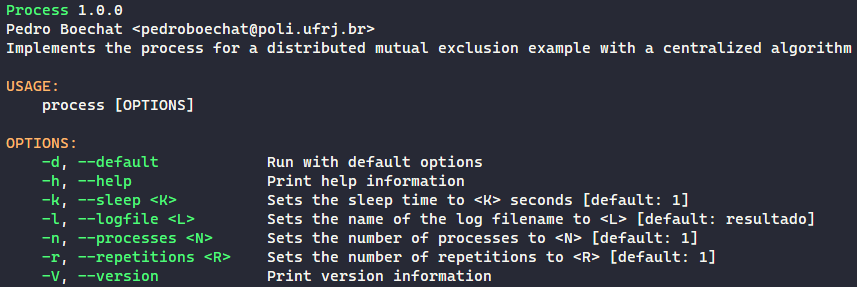 Process 1.0.0
Pedro Boechat <pedroboechat@poli.ufrj.br>
Implements the process for a distributed mutual exclusion example with a centralized algorithm
USAGE:
process [OPTIONS]
OPTIONS:
-d, --default Run with default options
-h, --help Print help information
-k, --sleep <K> Sets the sleep time to <K> seconds [default: 1]
-l, --logfile <L> Sets the name of the log filename to <L> [default: resultado]
-n, --processes <N> Sets the number of processes to <N> [default: 1]
-r, --repetitions <R> Sets the number of repetitions to <R> [default: 1]
-V, --version Print version information